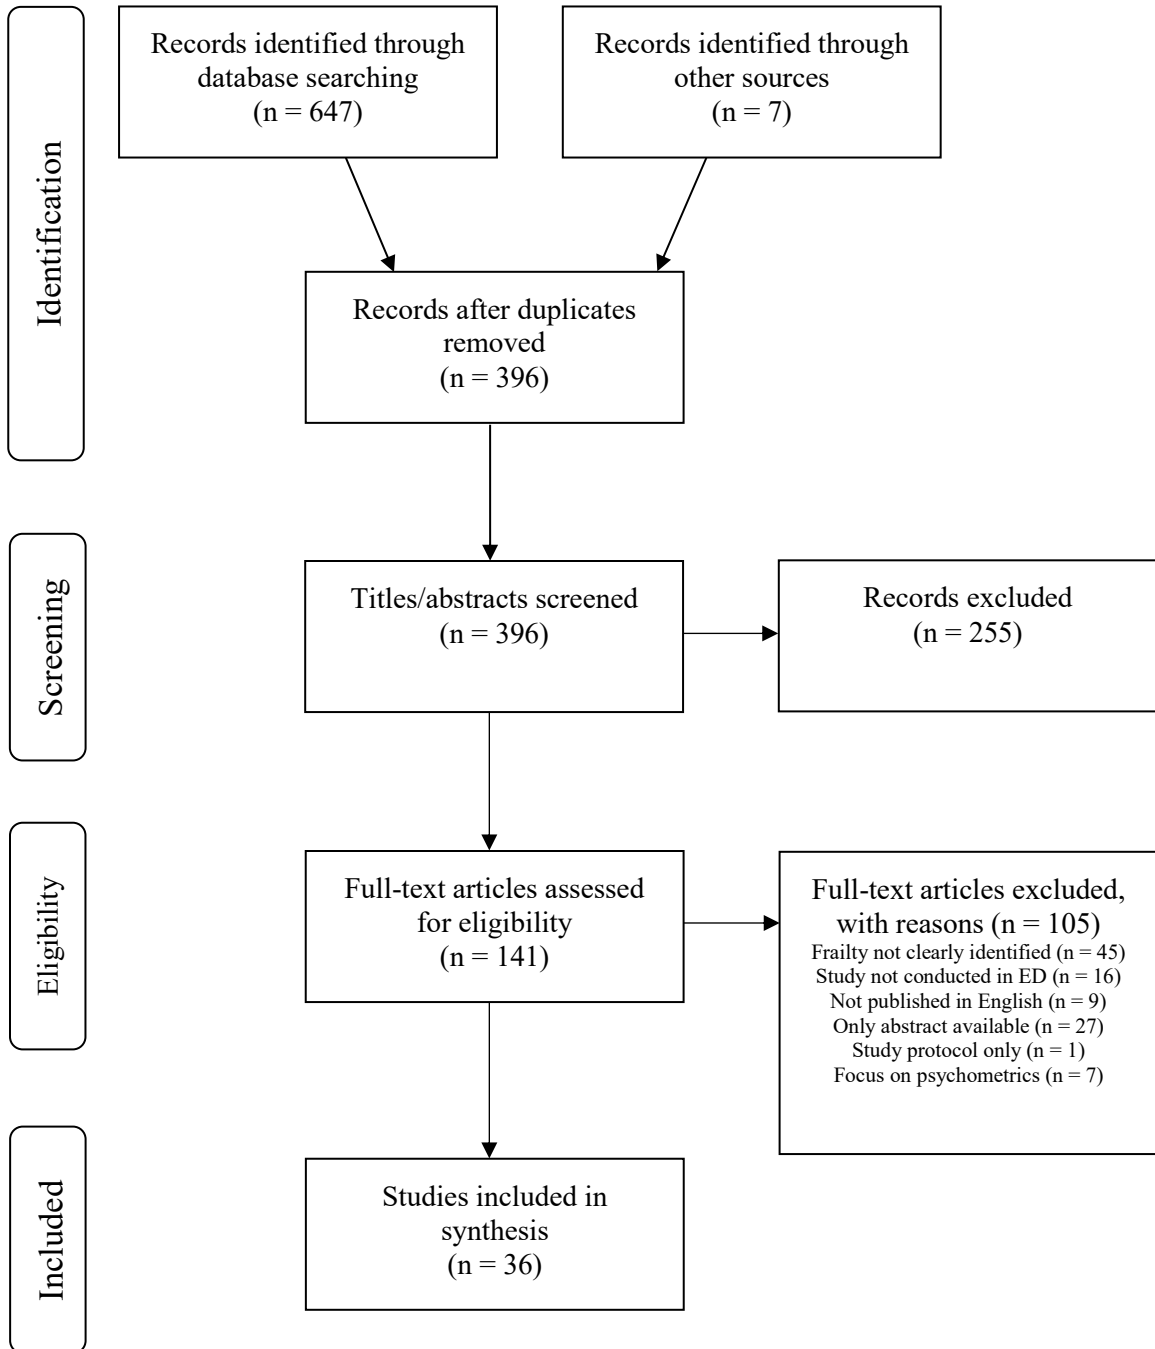 Identification
Records identified through
database searching
(n = 647)
Records identified through
other sources
(n = 7)
Records after duplicates
removed
(n = 396)
Screening
Titles/abstracts screened
(n = 396)
Records excluded
(n = 255)
Eligibility
Full-text articles assessed
for eligibility
(n = 141)
Full-text articles excluded,
with reasons (n = 105)
Frailty not clearly identified (n = 45)
Study not conducted in ED (n = 16)
Not published in English (n = 9)
Only abstract available (n = 27)
Study protocol only (n = 1)
Focus on psychometrics (n = 7)
Included
Studies included in
synthesis
(n = 36)